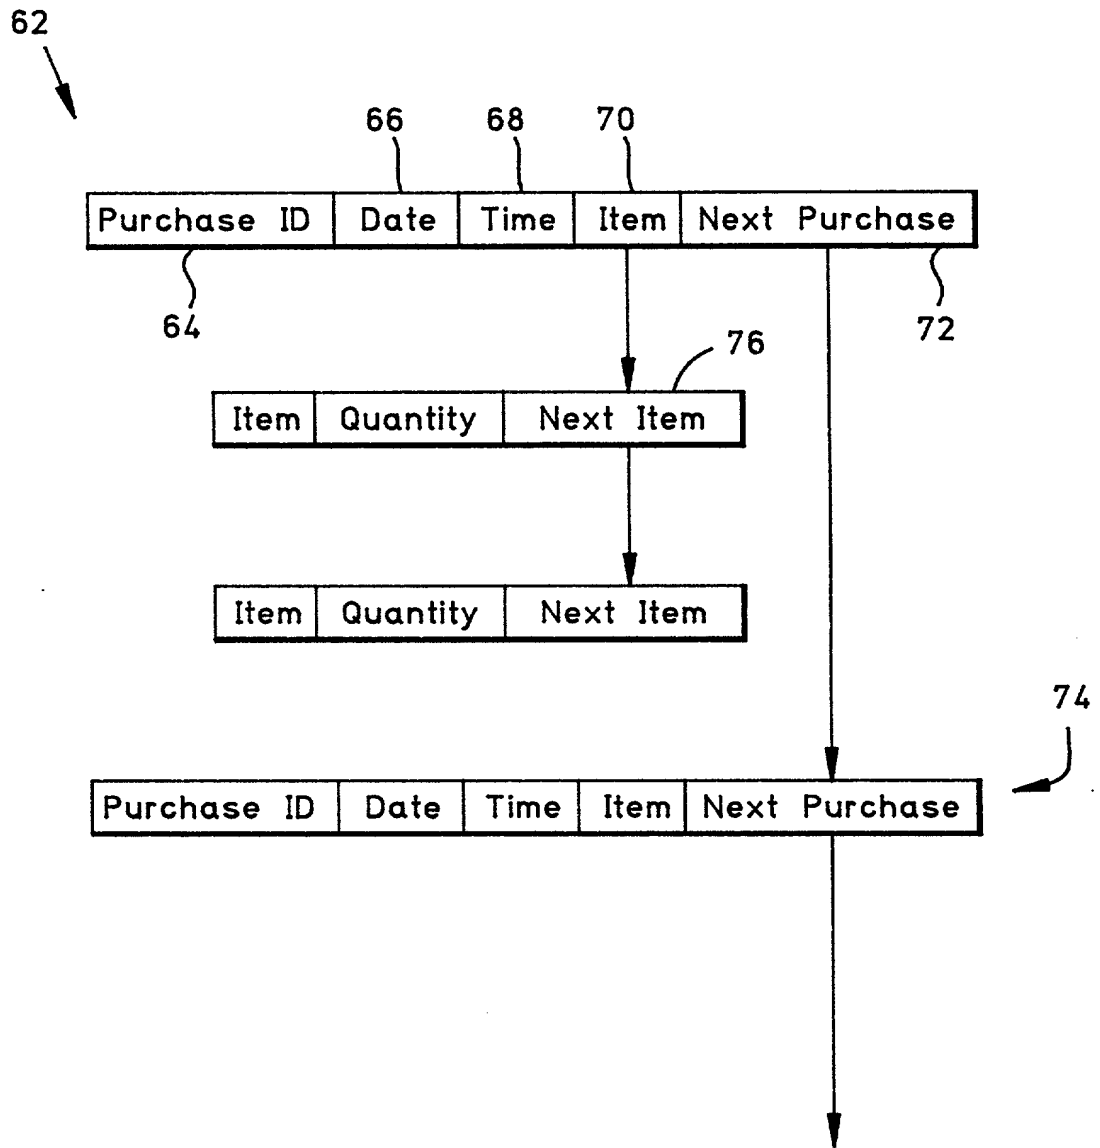 62
66 68 70
Purchase ID Date Time Item Next Purchase
64 72
76
Item Quantity Next Item
Item Quantity Next Item
74
Purchase ID Date Time Item Next Purchase